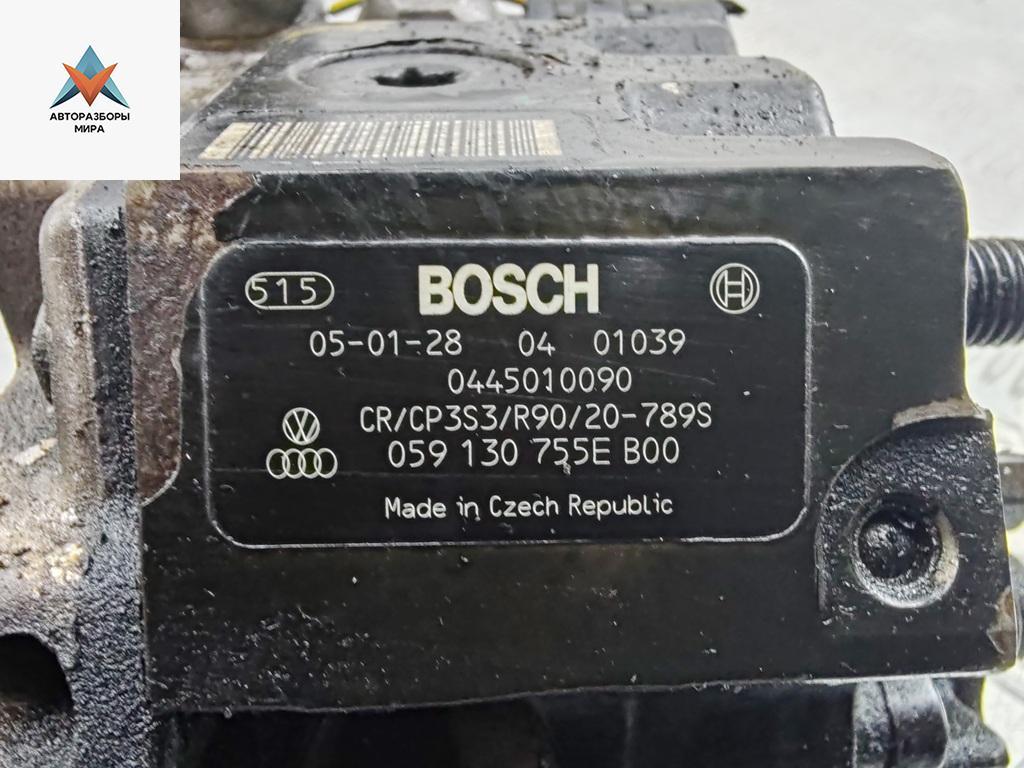 АВТОРАЗБОРЫ
МИРА
515 BOSCH H
05-01-28 04 01039
0445010090
CR/CP3S3/R90/20-789S
059 130 755E B00
Made in Czech Republic